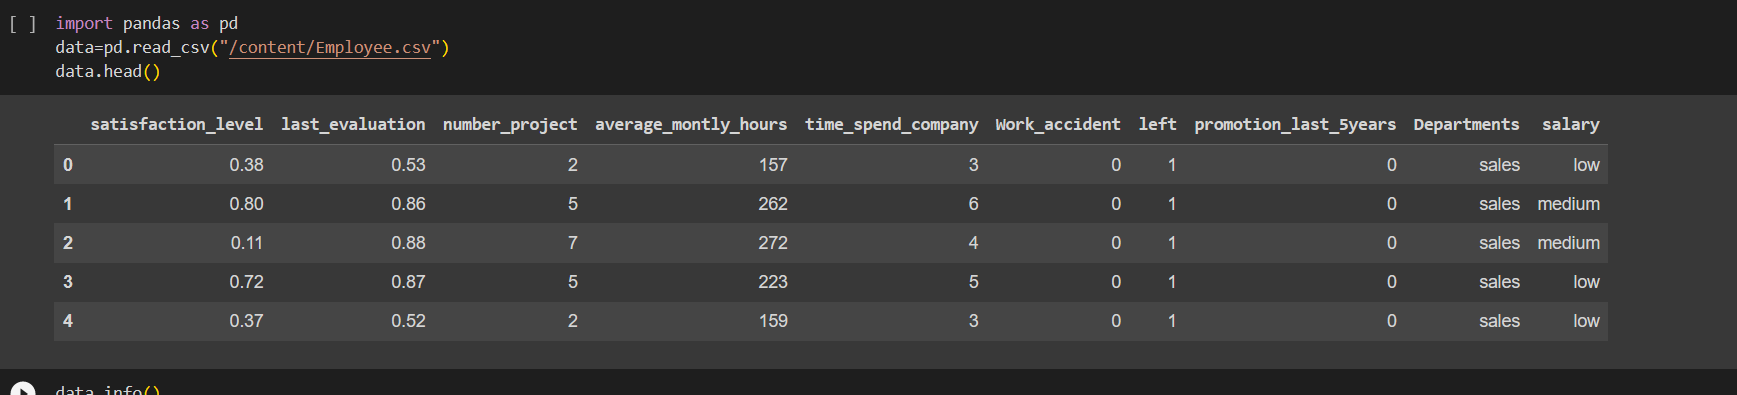 [ ] import pandas as pd
data=pd.read_csv("/content/Employee.csv")
data.head()
satisfaction_level last_evaluation number_project average_montly_hours time_spend_company Work_accident left promotion_last_5years Departments salary
0 0.38 0.53 2 157 3 0 1 0 sales low
1 0.80 0.86 5 262 6 0 1 0 sales medium
2 0.11 0.88 7 272 4 0 1 0 sales medium
3 0.72 0.87 5 223 5 0 1 0 sales low
4 0.37 0.52 2 159 3 0 1 0 sales low
data.info()